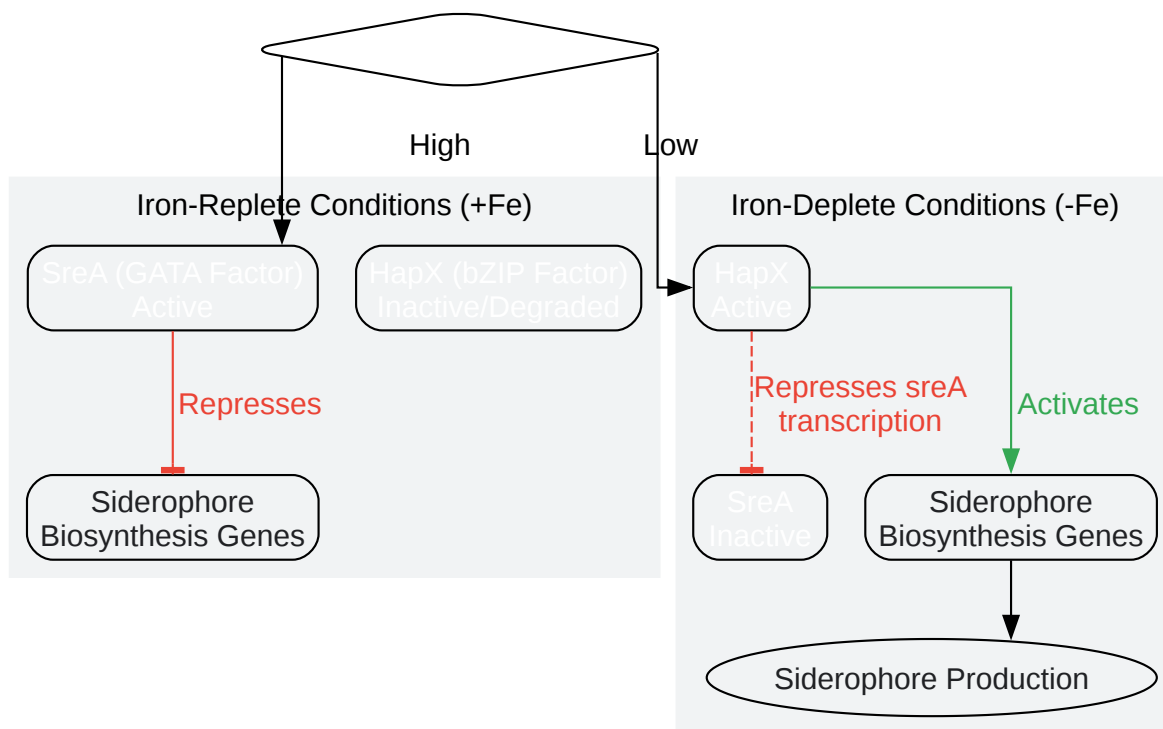 High
Low
Iron-Replete Conditions (+Fe)
Iron-Deplete Conditions (-Fe)
SreA (GATA Factor)
Active
HapX (bZIP Factor)
Inactive/Degraded
HapX
Active
Represses
Represses sreA
transcription
Activates
Siderophore
Biosynthesis Genes
SreA
Inactive
Siderophore
Biosynthesis Genes
Siderophore Production